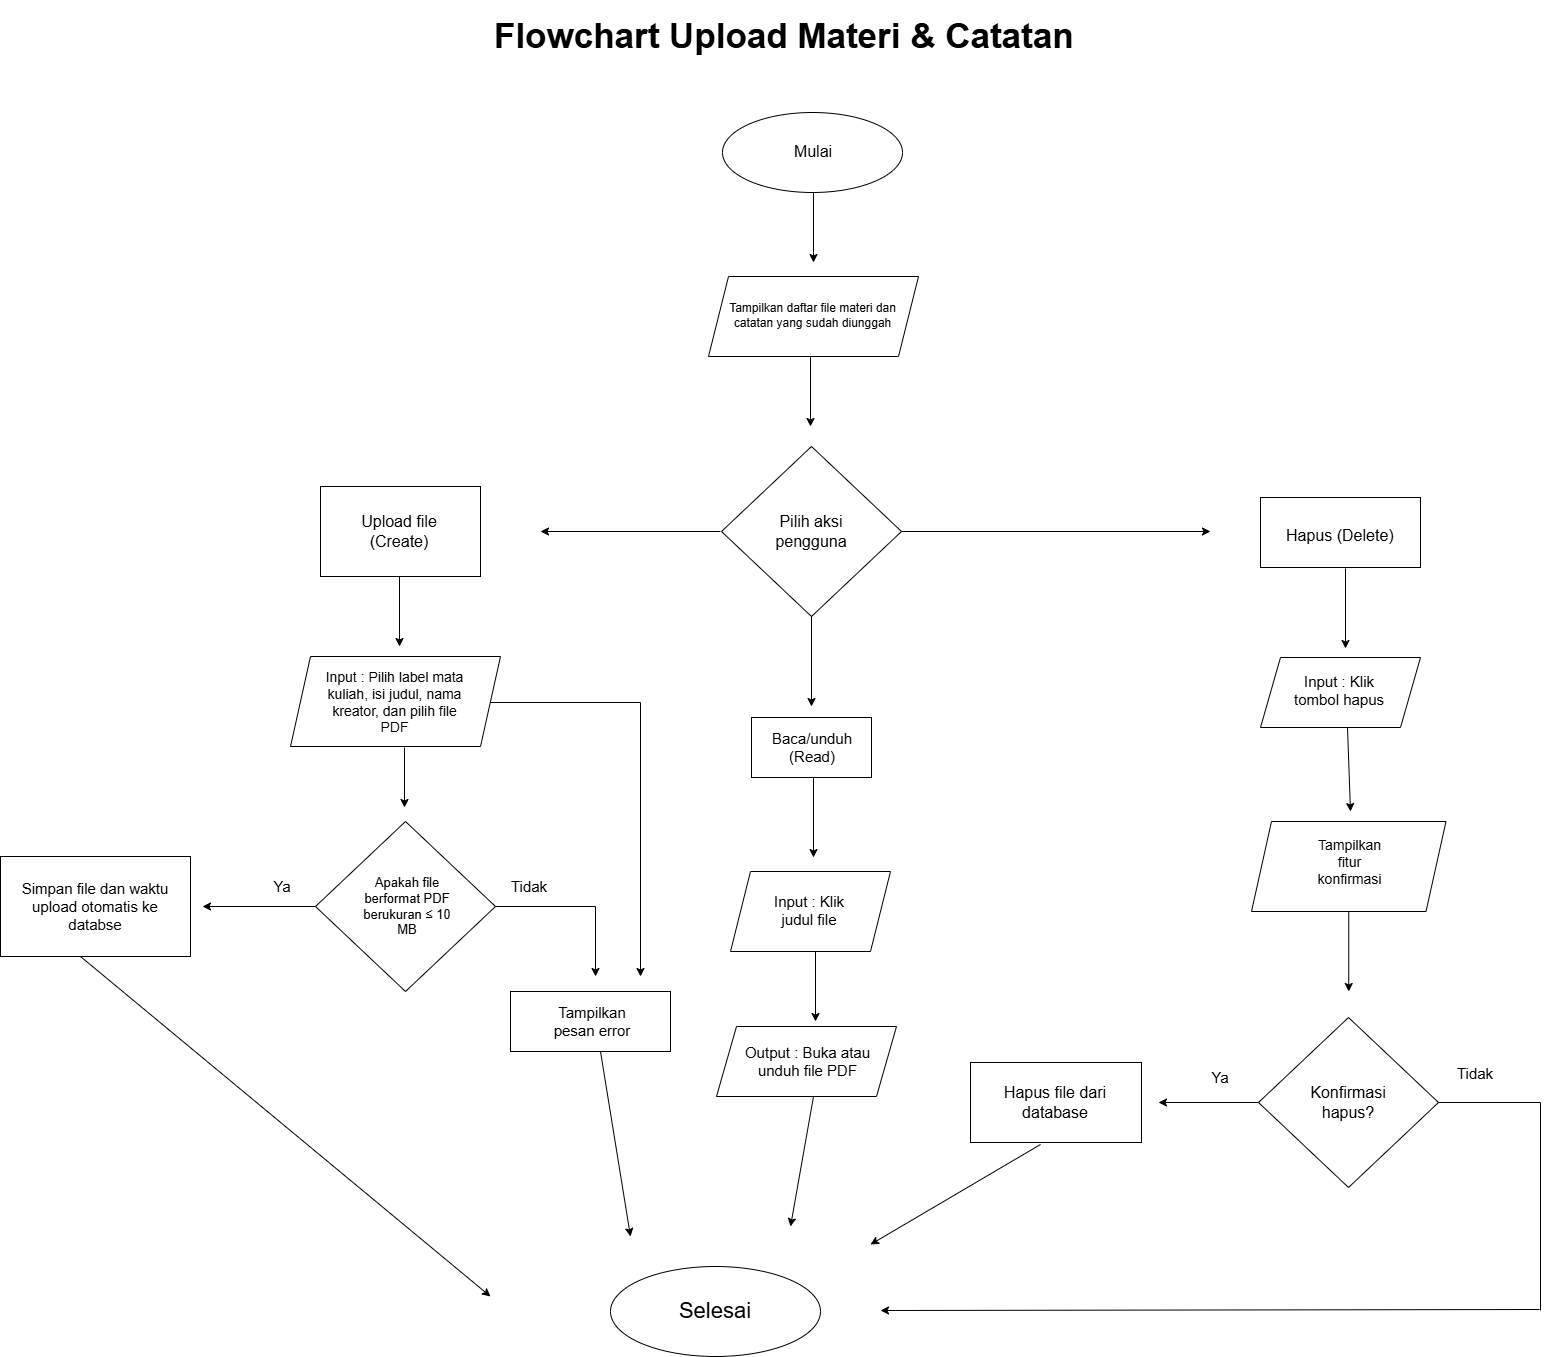 Flowchart Upload Materi & Catatan
Mulai
Tampilkan daftar file materi dan
catatan yang sudah diunggah
Pilih aksi
pengguna
Upload file
(Create)
Input : Pilih label mata
kuliah, isi judul, nama
kreator, dan pilih file
PDF
Apakah file
berformat PDF
berukuran ≤ 10
MB
Ya
Tidak
Simpan file dan waktu
upload otomatis ke
databse
Tampilkan
pesan error
Baca/unduh
(Read)
Input : Klik
judul file
Output : Buka atau
unduh file PDF
Hapus (Delete)
Input : Klik
tombol hapus
Tampilkan
fitur
konfirmasi
Konfirmasi
hapus?
Ya
Tidak
Hapus file dari
database
Selesai